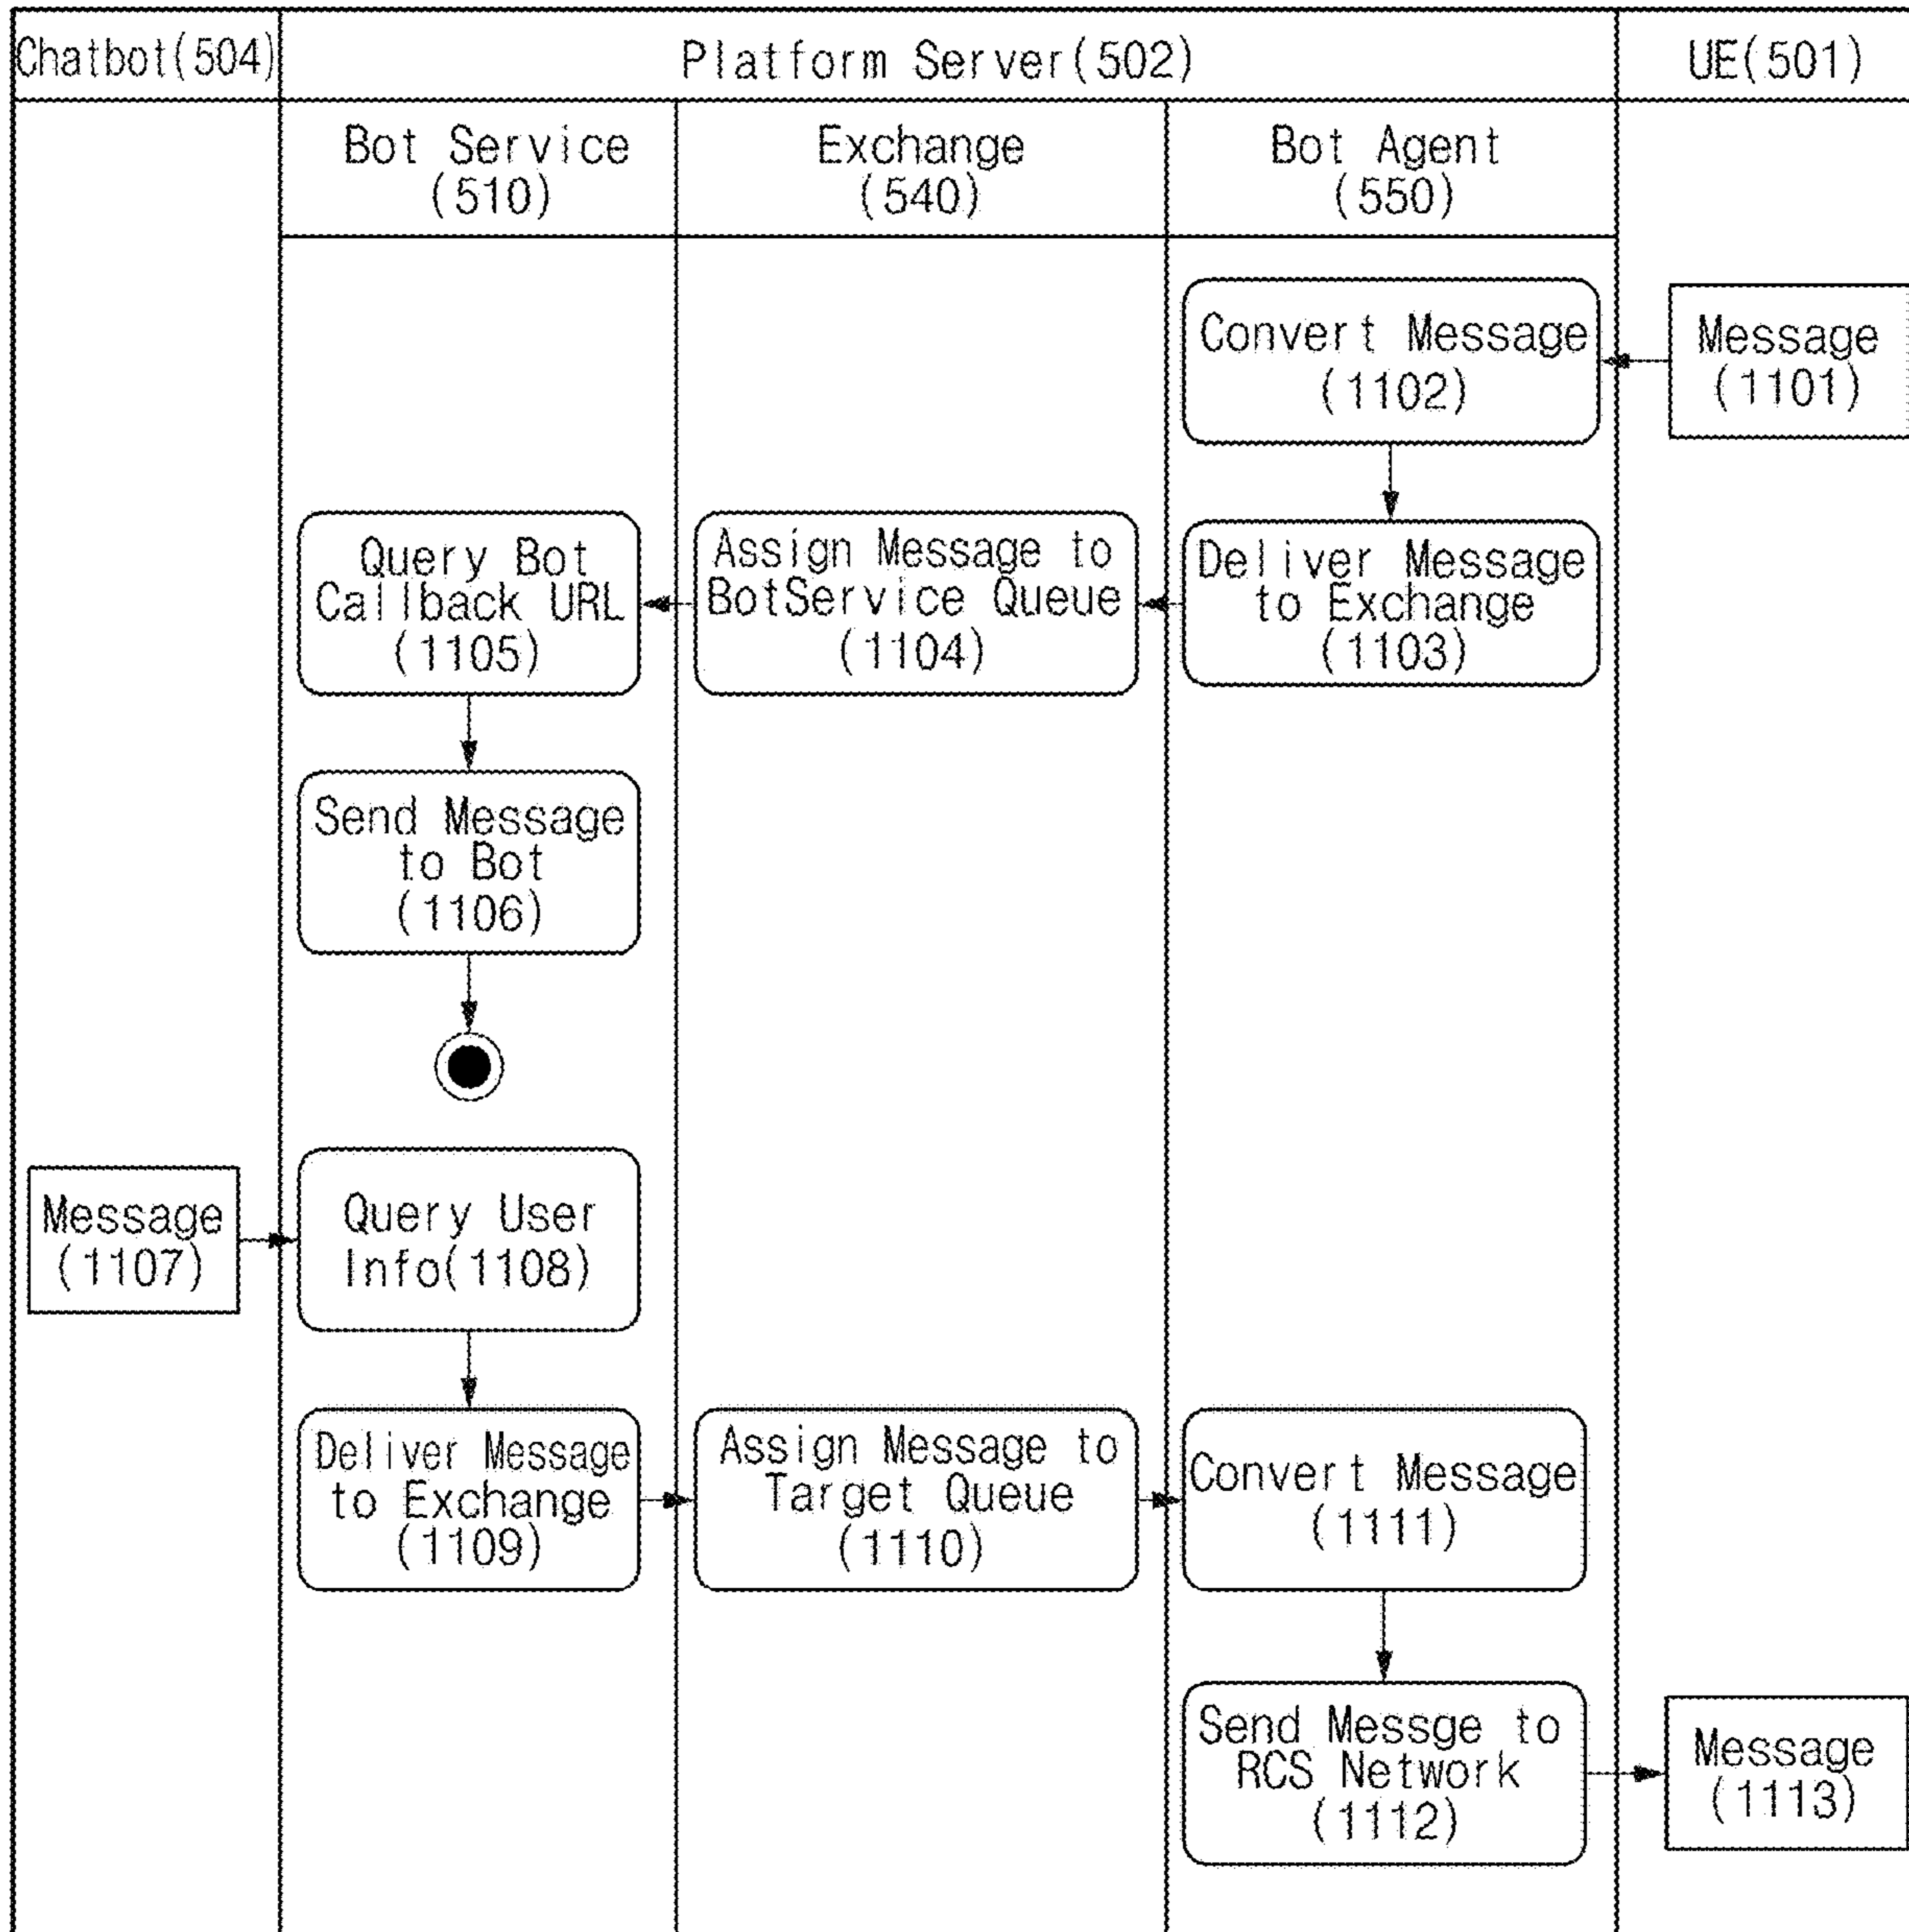 Chatbot(504)
Platform Server(502)
UE(501)
Bot Service
(510)
Exchange
(540)
Bot Agent
(550)
Convert Message
(1102)
Message
(1101)
Query Bot
Callback URL
(1105)
Assign Message to
BotService Queue
(1104)
Deliver Message
to Exchange
(1103)
Send Message
to Bot
(1106)
Message
(1107)
Query User
Info(1108)
Deliver Message
to Exchange
(1109)
Assign Message to
Target Queue
(1110)
Convert Message
(1111)
Send Messge to
RCS Network
(1112)
Message
(1113)